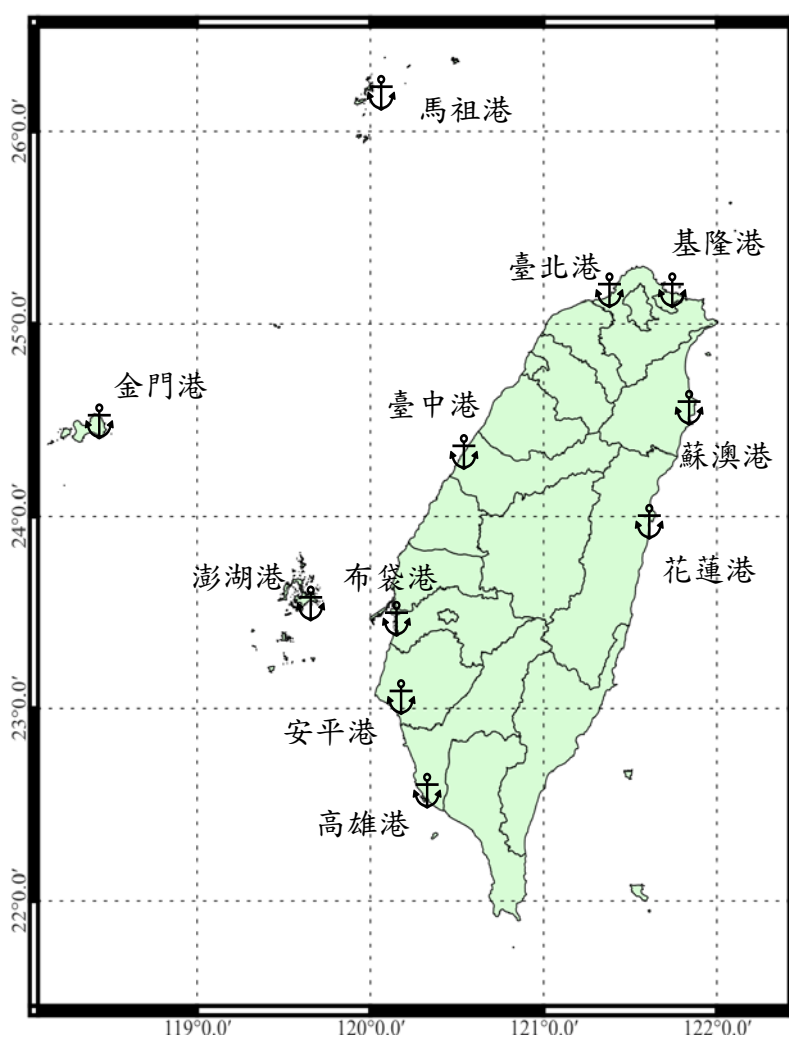 馬祖港
26°0.0′
基隆港
臺北港
25°0.0′
金門港
臺中港
蘇澳港
24°0.0′
花蓮港
澎湖港
布袋港
23°0.0′
安平港
高雄港
22°0.0′
119°0.0′
120°0.0′
121°0.0′
122°0.0′